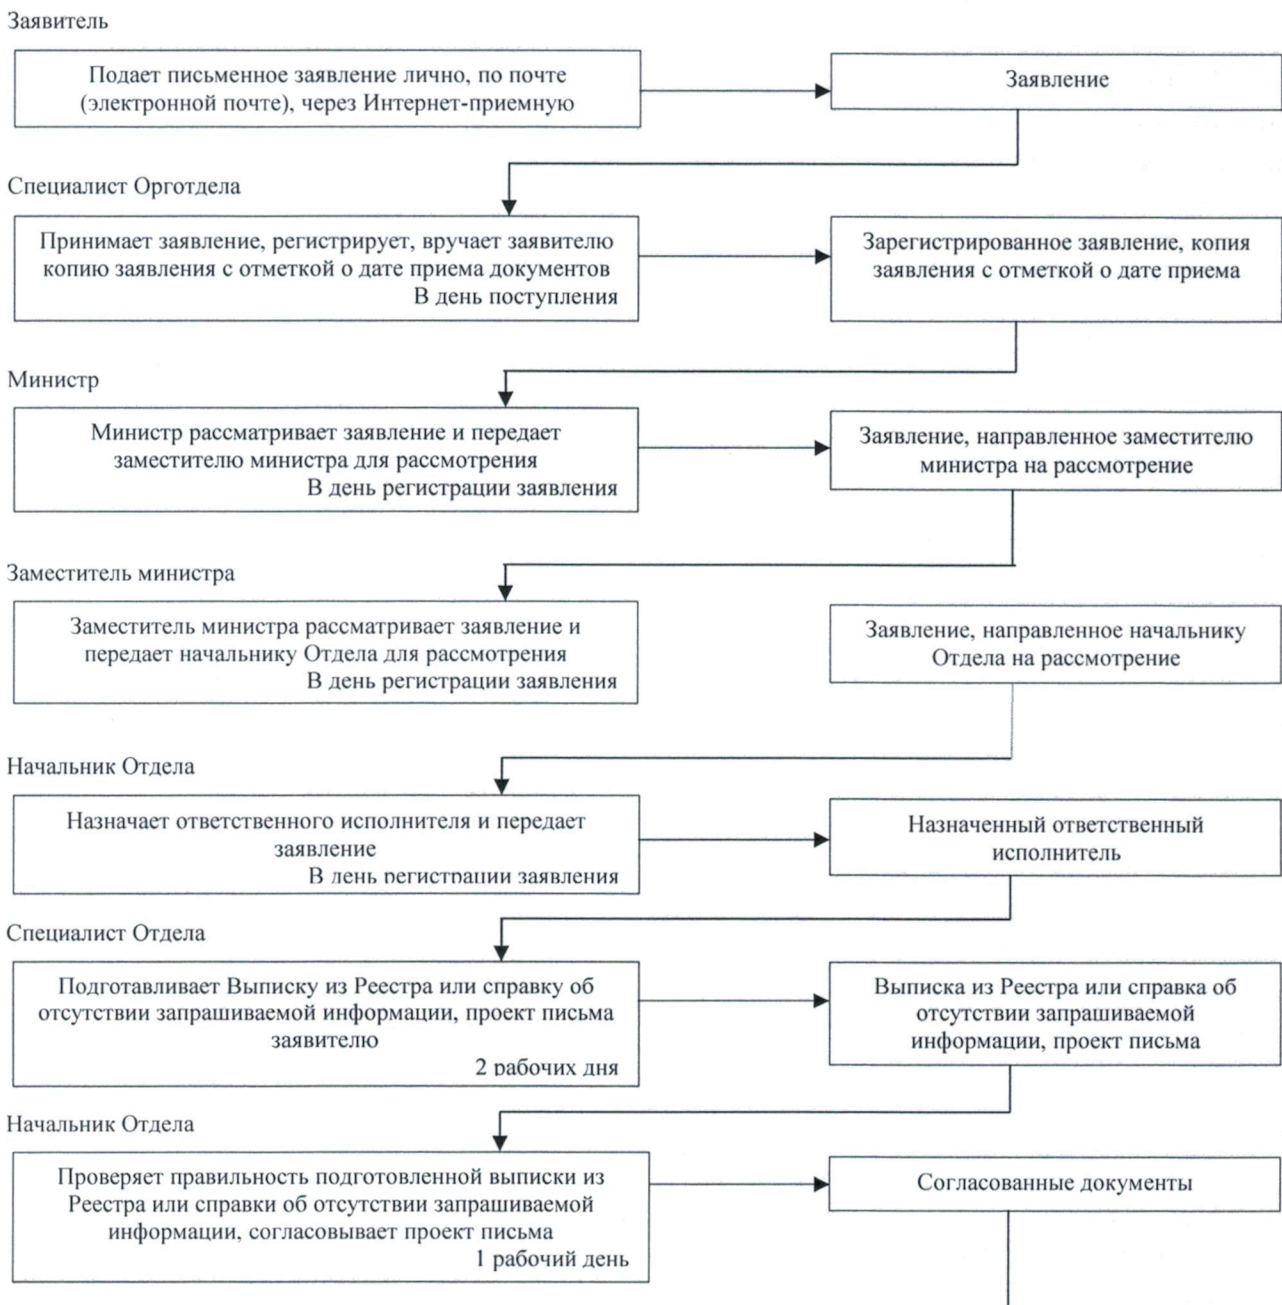 Заявитель
Подает письменное заявление лично, по почте
(электронной почте), через Интернет-приемную
Заявление
Специалист Орготдела
Принимает заявление, регистрирует, вручает заявителю
копию заявления с отметкой о дате приема документов
В день поступления
Зарегистрированное заявление, копия
заявления с отметкой о дате приема
Министр
Министр рассматривает заявление и передает
заместителю министра для рассмотрения
В день регистрации заявления
Заявление, направленное заместителю
министра на рассмотрение
Заместитель министра
Заместитель министра рассматривает заявление и
передает начальнику Отдела для рассмотрения
В день регистрации заявления
Заявление, направленное начальнику
Отдела на рассмотрение
Начальник Отдела
Назначает ответственного исполнителя и передает
заявление
В день регистрации заявления
Назначенный ответственный
исполнитель
Специалист Отдела
Подготавливает Выписку из Реестра или справку об
отсутствии запрашиваемой информации, проект письма
заявителю
2 рабочих дня
Выписка из Реестра или справка об
отсутствии запрашиваемой
информации, проект письма
Начальник Отдела
Проверяет правильность подготовленной выписки из
Реестра или справки об отсутствии запрашиваемой
информации, согласовывает проект письма
1 рабочий день
Согласованные документы